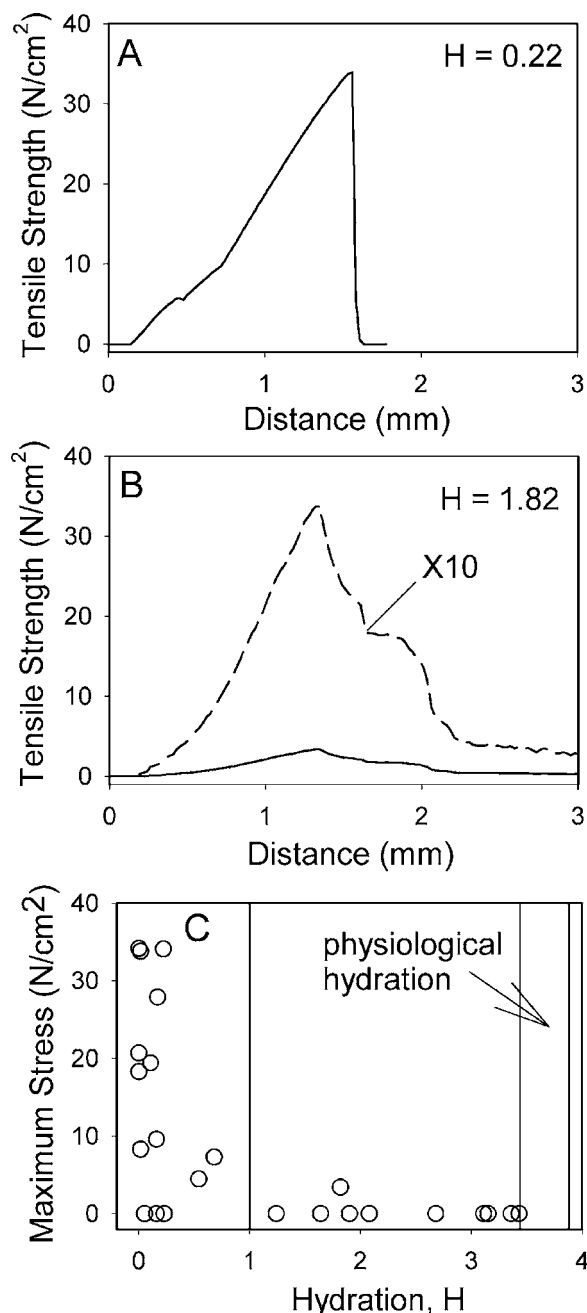 A
H = 0.22
Tensile Strength (N/cm²)
40
30
20
10
0
0 1 2 3
Distance (mm)
B
H = 1.82
X10
Tensile Strength (N/cm²)
40
30
20
10
0
0 1 2 3
Distance (mm)
C
physiological
hydration
Maximum Stress (N/cm2)
40
30
20
10
0
0 1 2 3 4
Hydration, H